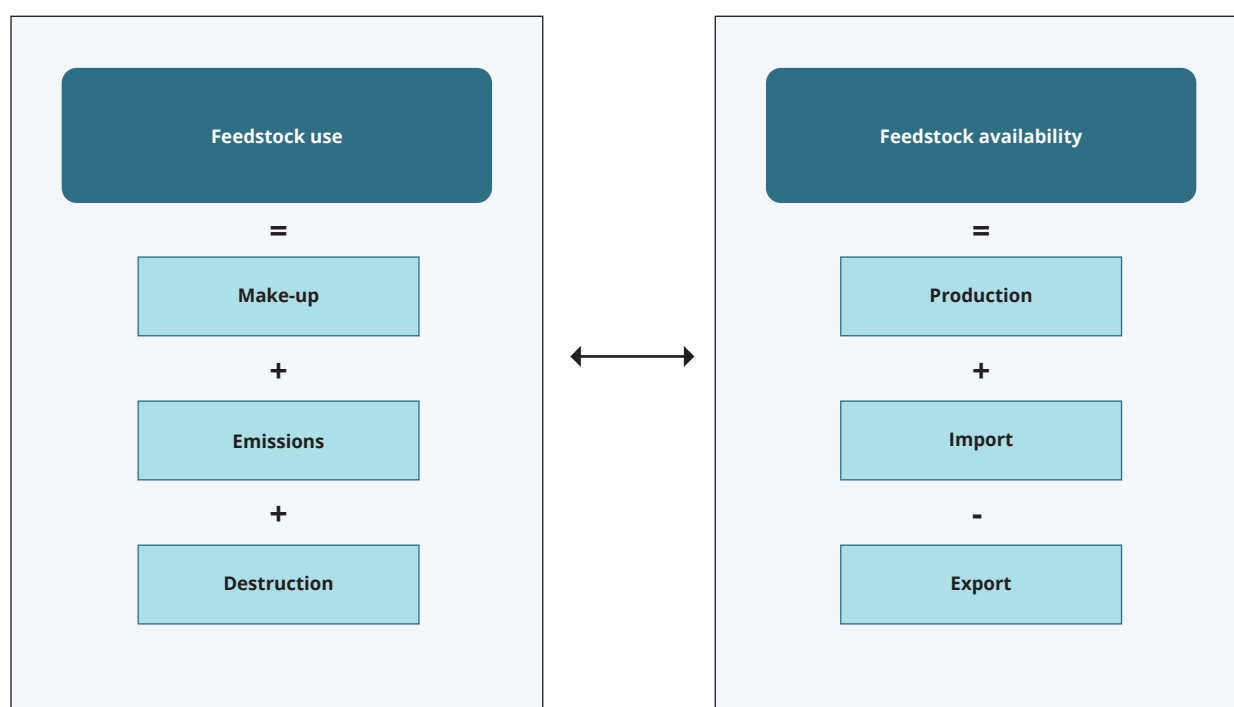 Feedstock use
=
Make-up
+
Emissions
+
Destruction
Feedstock availability
=
Production
+
Import
-
Export